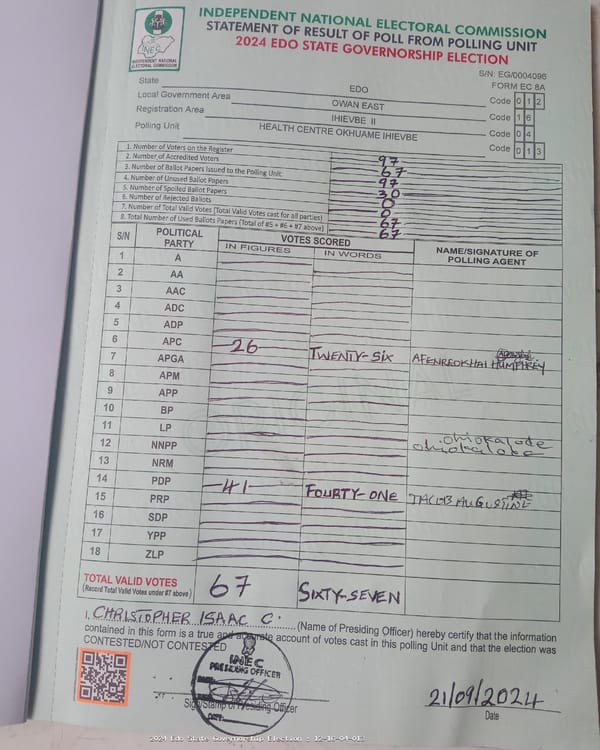 INDEPENDENT NATIONAL ELECTORAL COMMISSION
STATEMENT OF RESULT OF POLL FROM POLLING UNIT
2024 EDO STATE GOVERNORSHIP ELECTION
INEC
INDEPENDENT NATIONAL ELECTORAL COMMISSION
S/N: EG/0004096
FORM EC 8A
State EDO Code 0 1 2
Local Government Area OWAN EAST Code 1 6
Registration Area IHIEVBE II Code 0 4
Polling Unit HEALTH CENTRE OKHUAME IHIEVBE Code 0 1 3
1. Number of Voters on the Register 97
2. Number of Accredited Voters 67
3. Number of Ballot Papers Issued to the Polling Unit 97
4. Number of Unused Ballot Papers 30
5. Number of Spoiled Ballot Papers 0
6. Number of Rejected Ballots 0
7. Number of Total Valid Votes (Total Valid Votes cast for all parties) 67
8. Total Number of Used Ballots Papers (Total of #5 + #6 + #7 above) 67
S/N POLITICAL PARTY VOTES SCORED NAME/SIGNATURE OF POLLING AGENT
IN FIGURES IN WORDS
1 A
2 AA
3 AAC
4 ADC
5 ADP
6 APC 26 TWENTY-SIX AFENREOKHAI HUMPHREY
7 APGA
8 APM
9 APP
10 BP
11 LP
12 NNPP
13 NRM
14 PDP 41 FOURTY-ONE AUGUSTINE
15 PRP
16 SDP
17 YPP
18 ZLP
TOTAL VALID VOTES 67 SIXTY-SEVEN
(Record Total Valid Votes under #7 above)
I, CHRISTOPHER ISAAC C. (Name of Presiding Officer) hereby certify that the information
contained in this form is a true and accurate account of votes cast in this polling Unit and that the election was
CONTESTED/NOT CONTESTED
INEC
PRESIDING OFFICER
DATE:
Sign/Stamp of Presiding Officer
21/09/2024
Date
2024 Edo State Governorship Election : 12-16-04-013